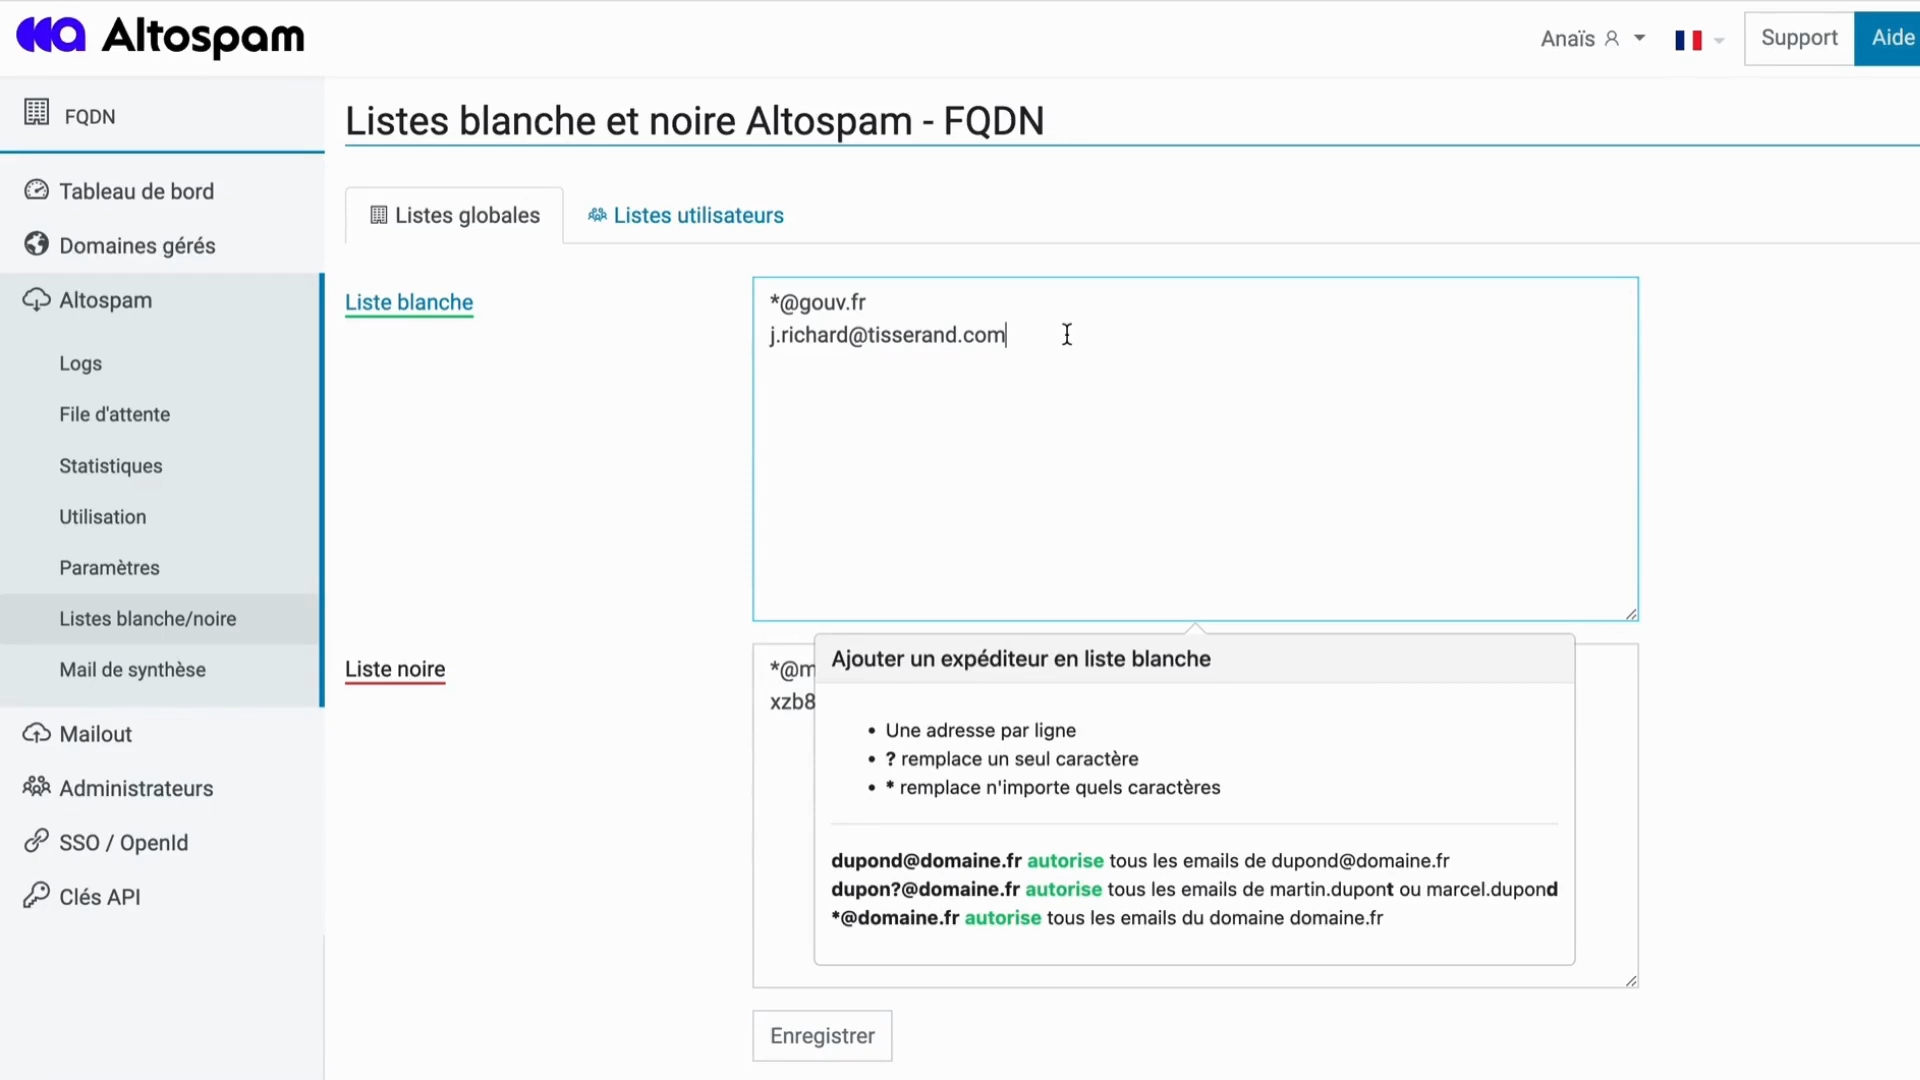 Altospam
Anaïs
Support
Aide
FQDN
Listes blanche et noire Altospam - FQDN
Tableau de bord
Domaines gérés
Altospam
Logs
File d'attente
Statistiques
Utilisation
Paramètres
Listes blanche/noire
Mail de synthèse
Mailout
Administrateurs
SSO / OpenId
Clés API
Listes globales
Listes utilisateurs
Liste blanche
*@gouv.fr
j.richard@tisserand.com
Liste noire
*@m
xzb8
Ajouter un expéditeur en liste blanche
• Une adresse par ligne
• ? remplace un seul caractère
• * remplace n'importe quels caractères
dupond@domaine.fr autorise tous les emails de dupond@domaine.fr
dupon?@domaine.fr autorise tous les emails de martin.dupont ou marcel.dupond
*@domaine.fr autorise tous les emails du domaine domaine.fr
Enregistrer